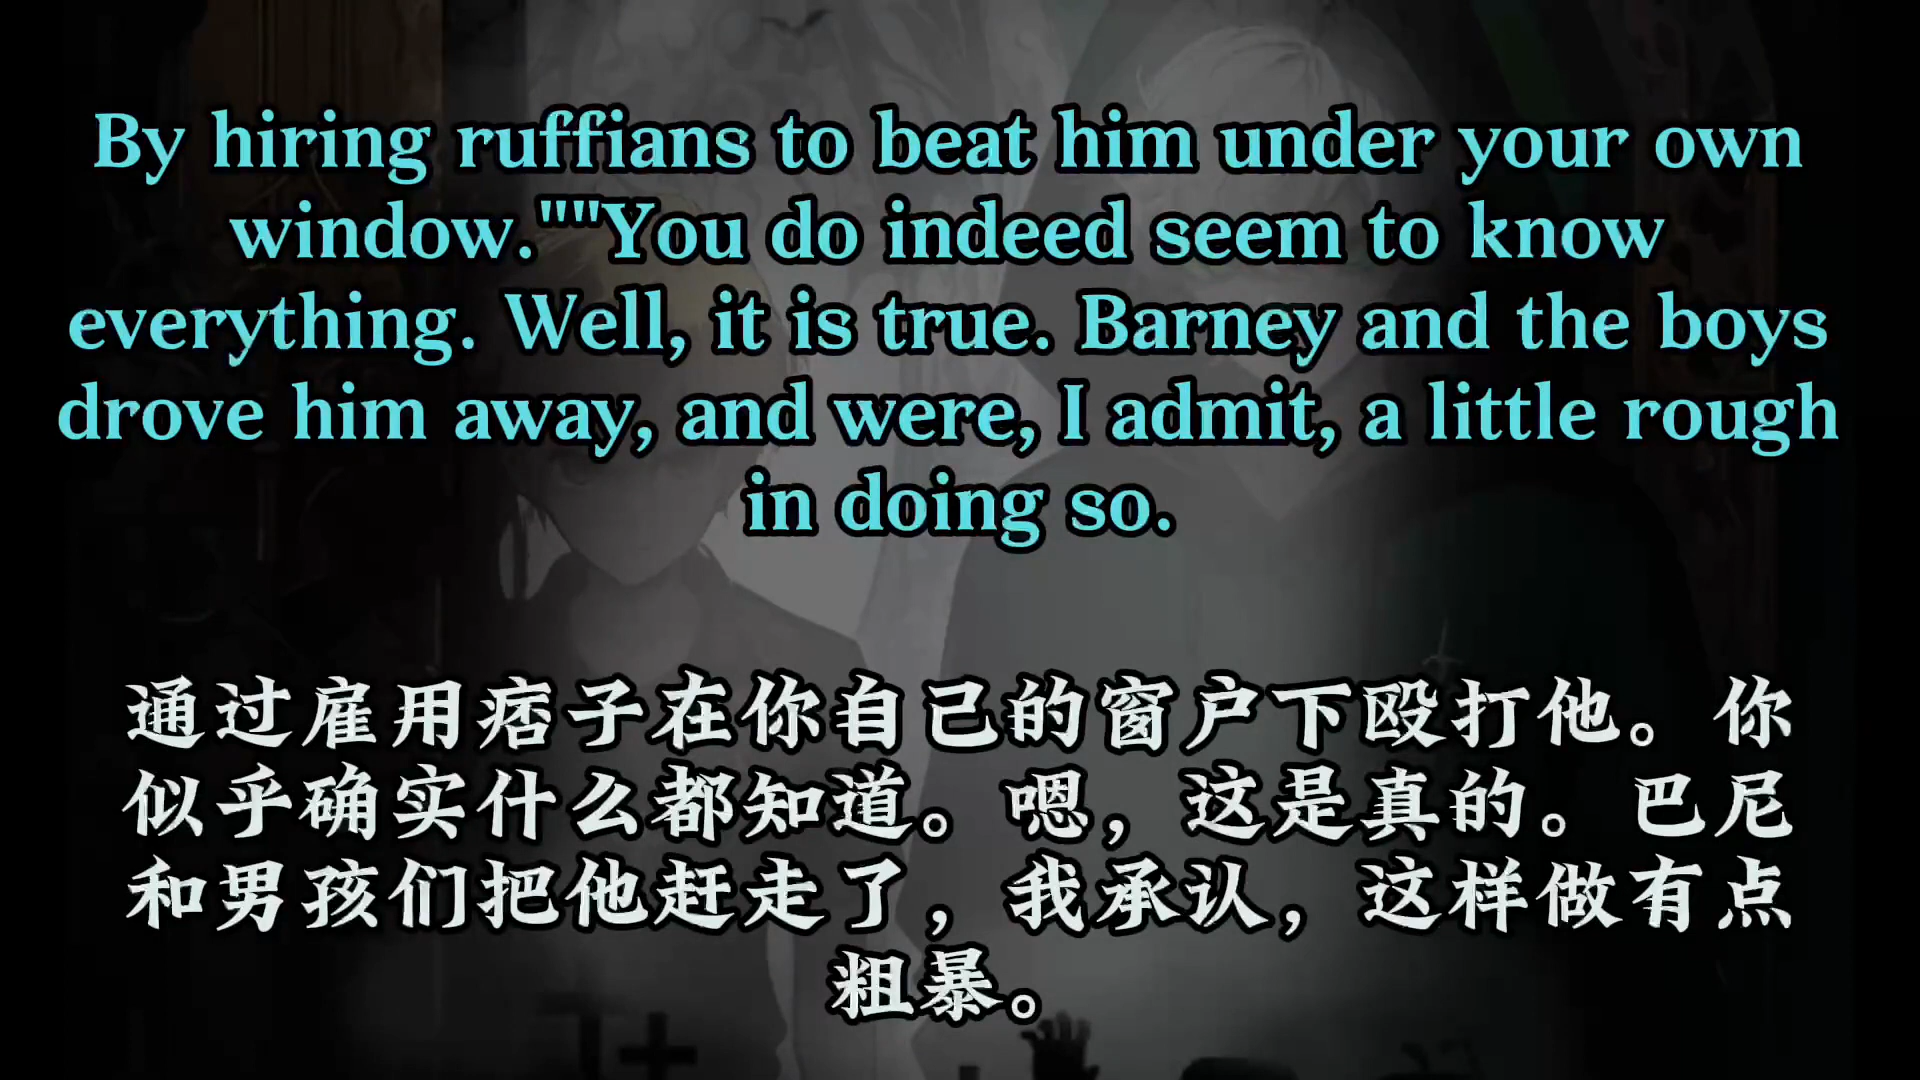 By hiring ruffians to beat him under your own
window.""You do indeed seem to know
everything. Well, it is true. Barney and the boys
drove him away, and were, I admit, a little rough
in doing so.
通过雇用痞子在你自己的窗户下殴打他。你
似乎确实什么都知道。嗯，这是真的。巴尼
和男孩们把他赶走了，我承认，这样做有点
粗暴。